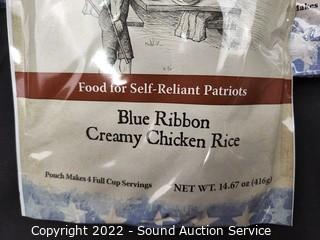 Makes
Food for Self-Reliant Patriots
Blue Ribbon
Creamy Chicken Rice
Pouch Makes 4 Full Cup Servings
NET WT. 14.67 oz (416g)
Copyright 2022 - Sound Auction Service